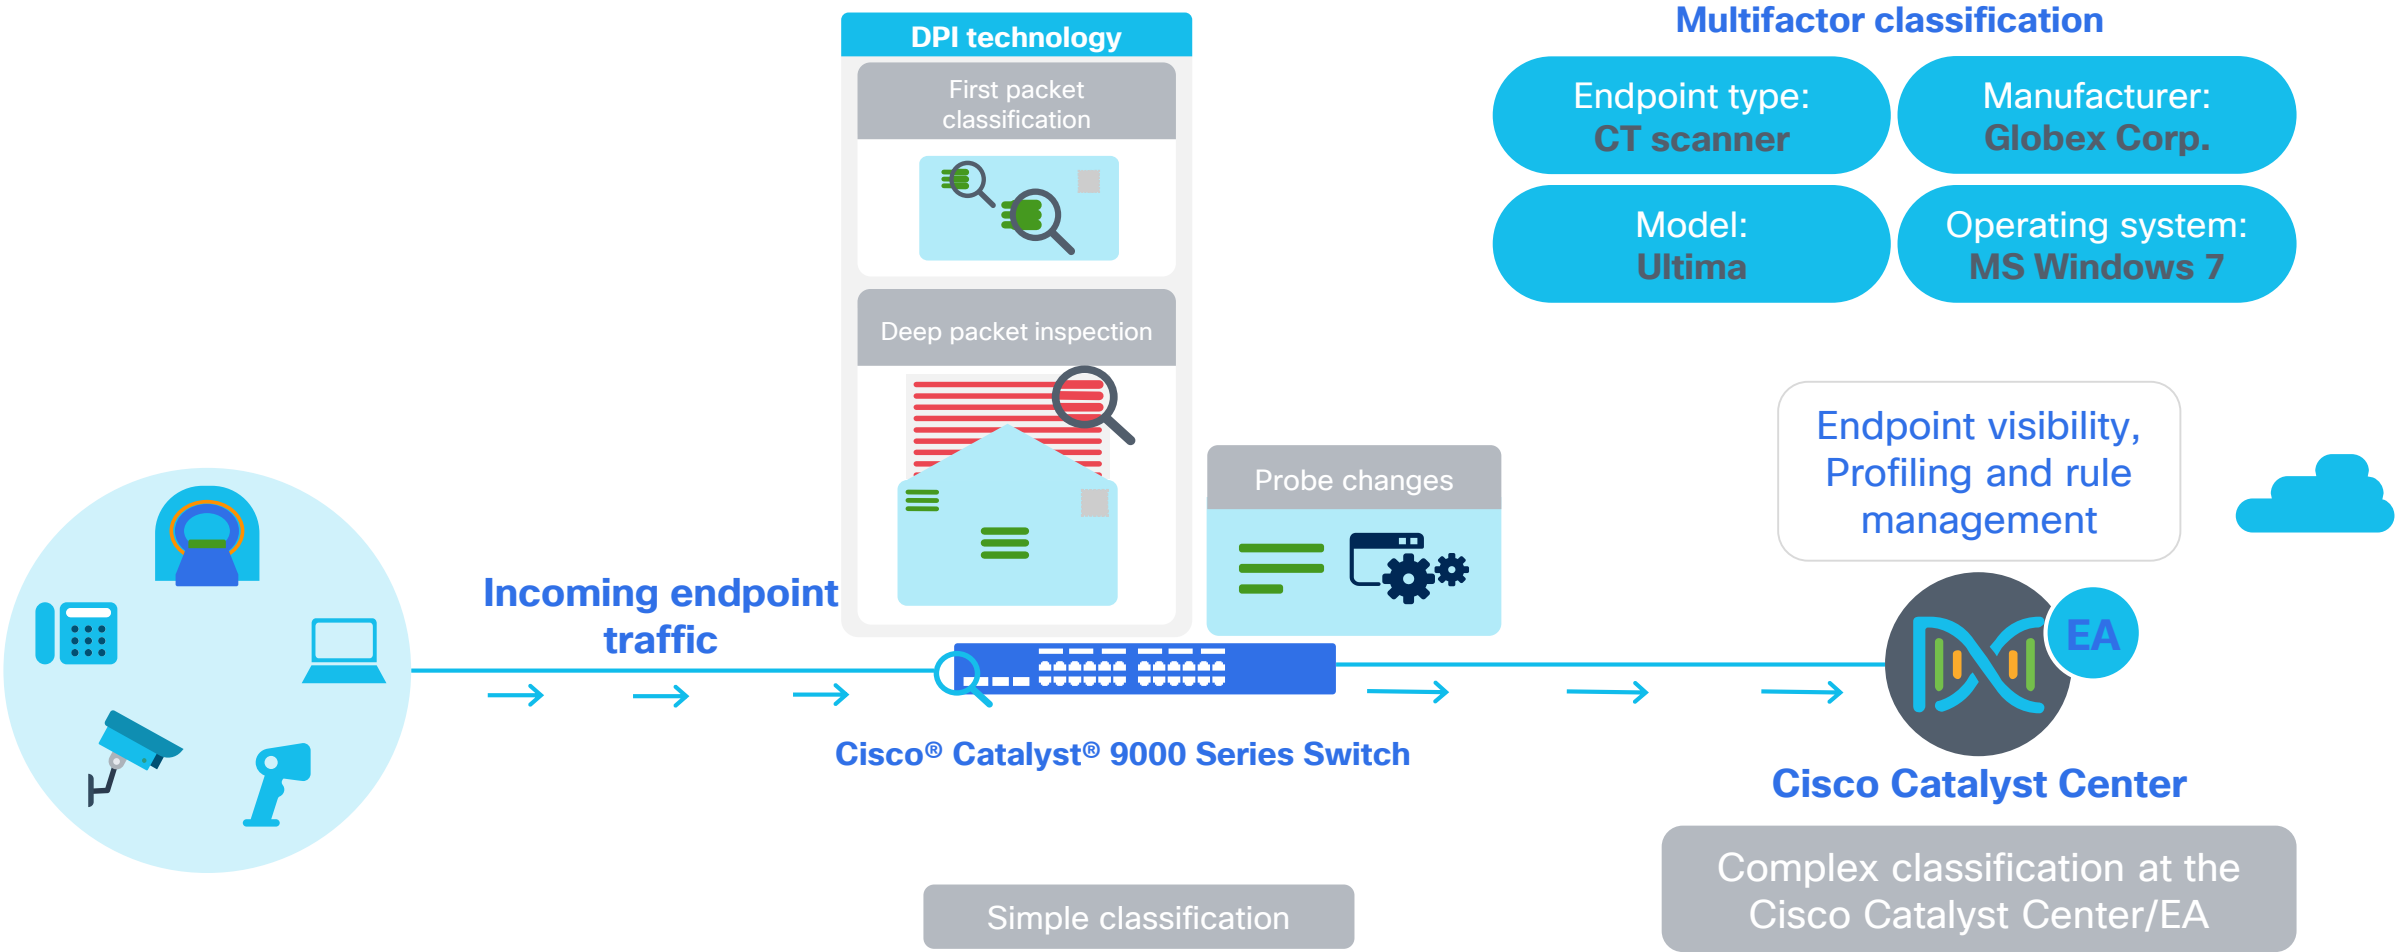 DPI technology
First packet
classification
Deep packet inspection
Probe changes
Incoming endpoint
traffic
Cisco® Catalyst® 9000 Series Switch
Simple classification
Multifactor classification
Endpoint type:
CT scanner
Manufacturer:
Globex Corp.
Model:
Ultima
Operating system:
MS Windows 7
Endpoint visibility,
Profiling and rule
management
EA
Cisco Catalyst Center
Complex classification at the
Cisco Catalyst Center/EA